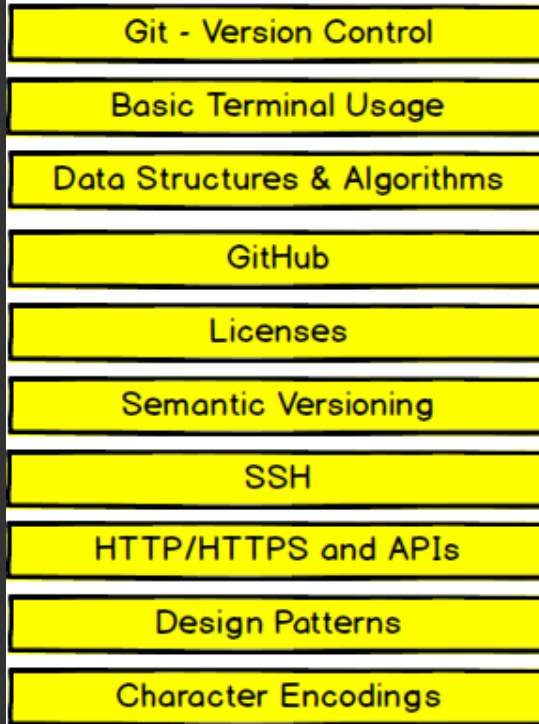 Git - Version Control
Basic Terminal Usage
Data Structures & Algorithms
GitHub
Licenses
Semantic Versioning
SSH
HTTP/HTTPS and APIs
Design Patterns
Character Encodings